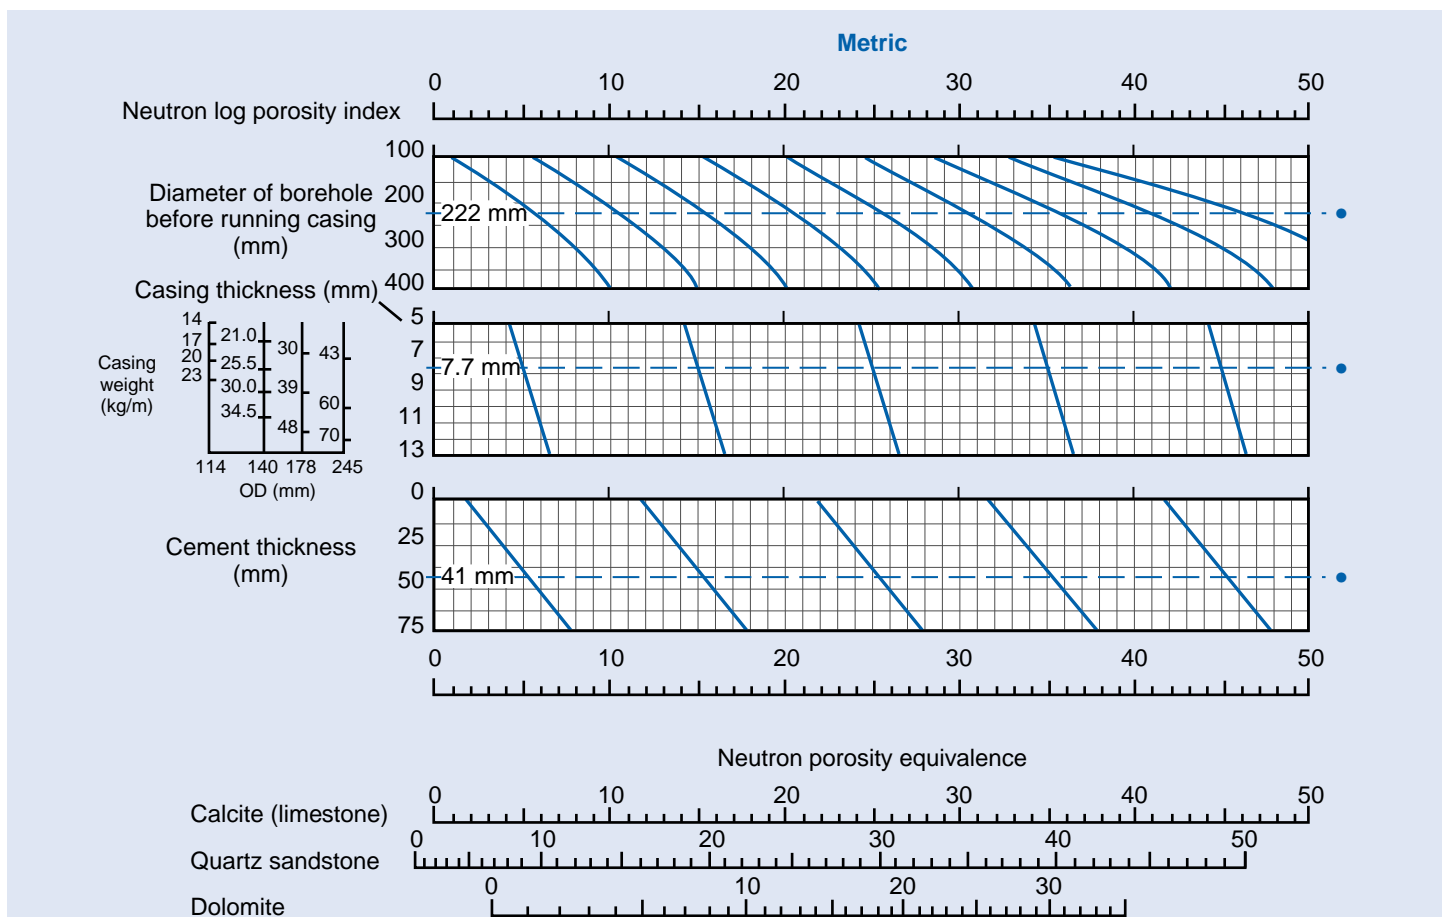 Metric
0 10 20 30 40 50
Neutron log porosity index
100
Diameter of borehole 200
before running casing 222 mm
(mm) 300
400
Casing thickness (mm)
5
7
7.7 mm
9
11
13
14 21.0 30 43
17 25.5
20 30.0 39
23 34.5 60
48 70
Casing
weight
(kg/m)
114 140 178 245
OD (mm)
0
Cement thickness 25
(mm) 50 41 mm
75
0 10 20 30 40 50
Neutron porosity equivalence
0 10 20 30 40 50
Calcite (limestone)
0 10 20 30 40 50
Quartz sandstone
0 10 20 30
Dolomite